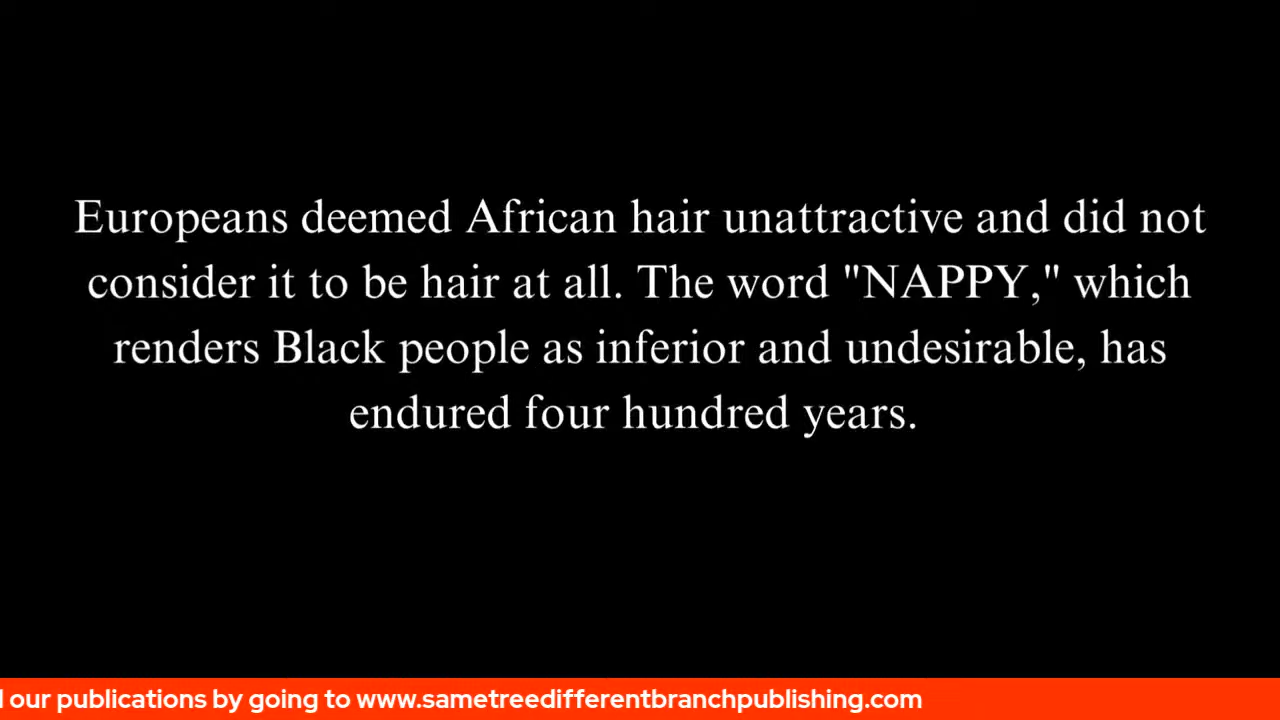 Europeans deemed African hair unattractive and did not
consider it to be hair at all. The word "NAPPY," which
renders Black people as inferior and undesirable, has
endured four hundred years.
our publications by going to www.sametreedifferentbranchpublishing.com